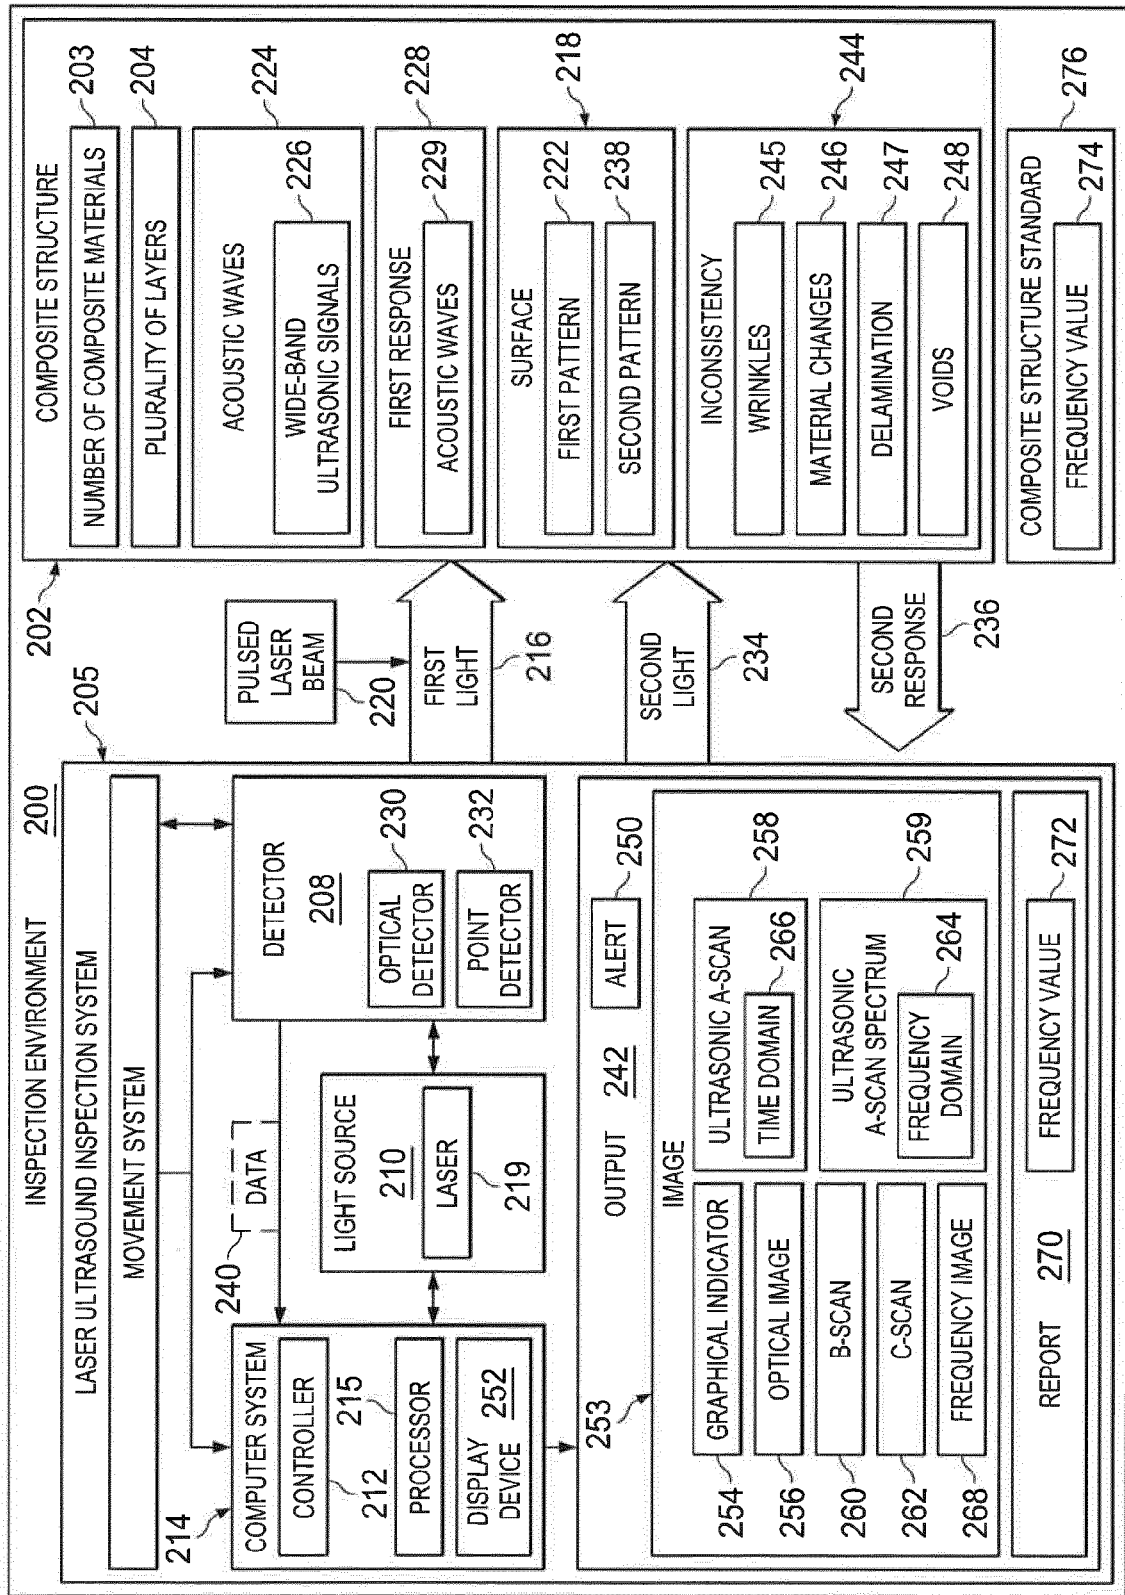 INSPECTION ENVIRONMENT 200
LASER ULTRASOUND INSPECTION SYSTEM
205
MOVEMENT SYSTEM
214
COMPUTER SYSTEM
CONTROLLER
212
215
PROCESSOR
DISPLAY
DEVICE 252
240
DATA
LIGHT SOURCE
210
LASER
219
DETECTOR
208
OPTICAL
DETECTOR
230
POINT
DETECTOR
232
OUTPUT 242
ALERT
250
253
IMAGE
GRAPHICAL INDICATOR
254
OPTICAL IMAGE
256
B-SCAN
260
C-SCAN
262
FREQUENCY IMAGE
268
ULTRASONIC A-SCAN
258
TIME DOMAIN
266
ULTRASONIC
A-SCAN SPECTRUM
259
FREQUENCY
DOMAIN
264
REPORT 270
FREQUENCY VALUE
272
PULSED
LASER
BEAM
220
FIRST
LIGHT
216
SECOND
LIGHT
234
SECOND
RESPONSE
236
202
COMPOSITE STRUCTURE
NUMBER OF COMPOSITE MATERIALS
203
PLURALITY OF LAYERS
204
ACOUSTIC WAVES
224
WIDE-BAND
ULTRASONIC SIGNALS
226
FIRST RESPONSE
228
ACOUSTIC WAVES
229
SURFACE
218
FIRST PATTERN
222
SECOND PATTERN
238
INCONSISTENCY
244
WRINKLES
245
MATERIAL CHANGES
246
DELAMINATION
247
VOIDS
248
COMPOSITE STRUCTURE STANDARD
276
FREQUENCY VALUE
274